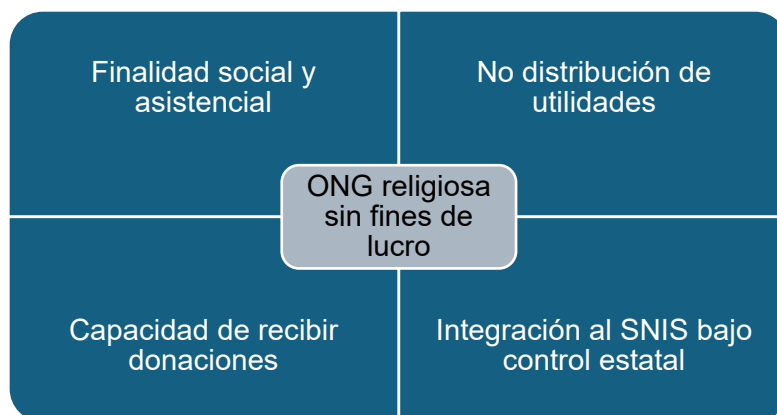 Finalidad social y
asistencial
No distribución de
utilidades
ONG religiosa
sin fines de
lucro
Capacidad de recibir
donaciones
Integración al SNIS bajo
control estatal